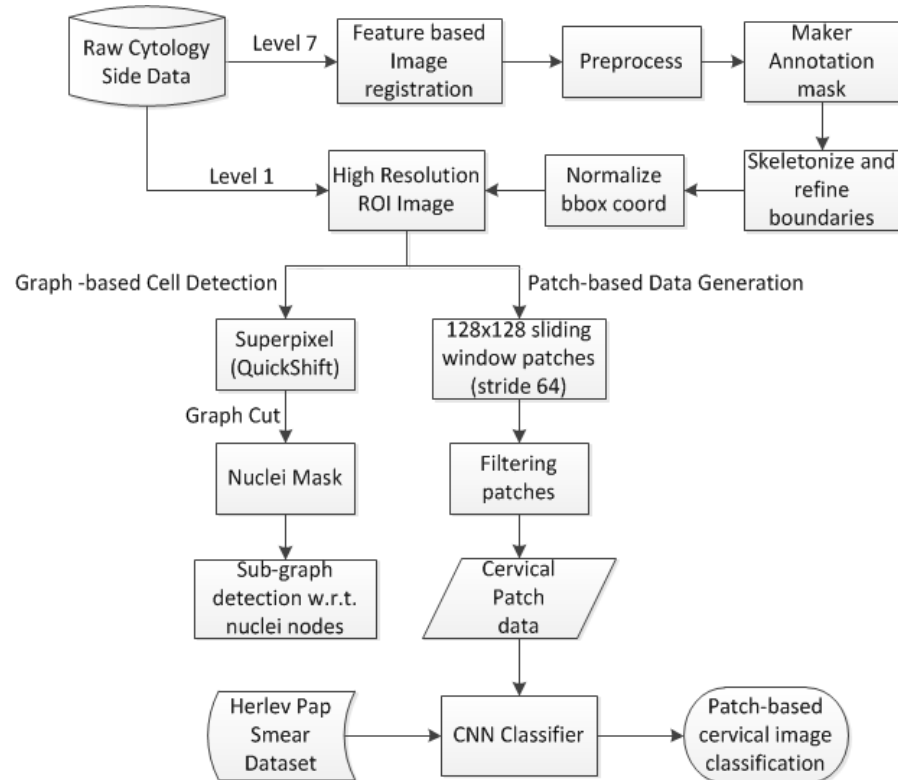 Raw Cytology
Side Data
Level 7
Feature based
Image
registration
Preprocess
Maker
Annotation
mask
Level 1
High Resolution
ROI Image
Normalize
bbox coord
Skeletonize and
refine
boundaries
Graph -based Cell Detection
Patch-based Data Generation
Superpixel
(QuickShift)
128x128 sliding
window patches
(stride 64)
Graph Cut
Nuclei Mask
Filtering
patches
Sub-graph
detection w.r.t.
nuclei nodes
Cervical
Patch
data
Herlev Pap
Smear
Dataset
CNN Classifier
Patch-based
cervical image
classification